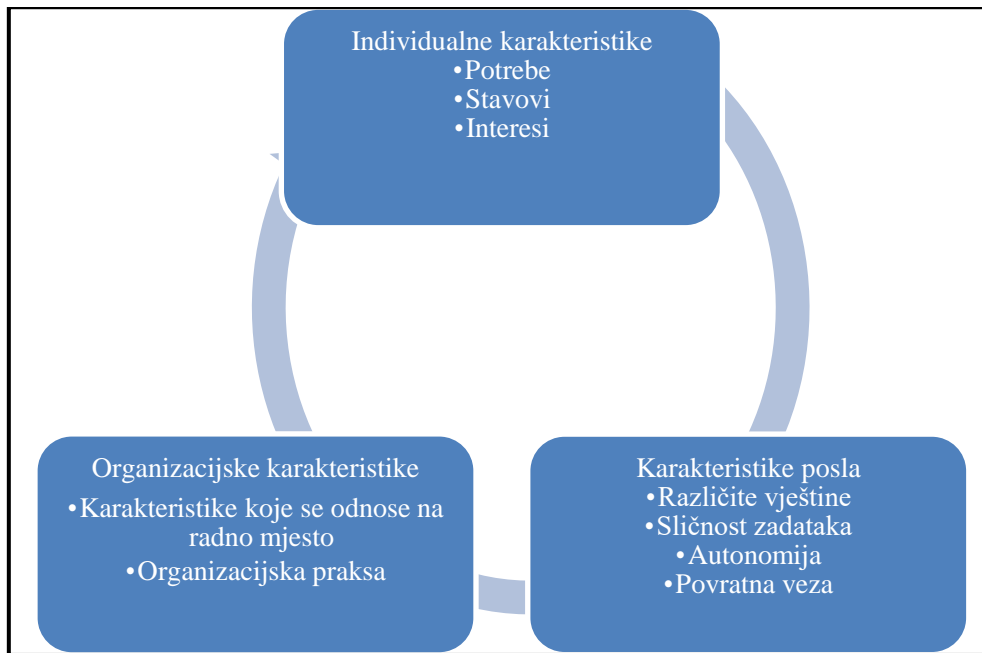 Individualne karakteristike
•Potrebe
•Stavovi
•Interesi
Organizacijske karakteristike
•Karakteristike koje se odnose na
radno mjesto
•Organizacijska praksa
Karakteristike posla
•Različite vještine
•Sličnost zadataka
•Autonomija
•Povratna veza